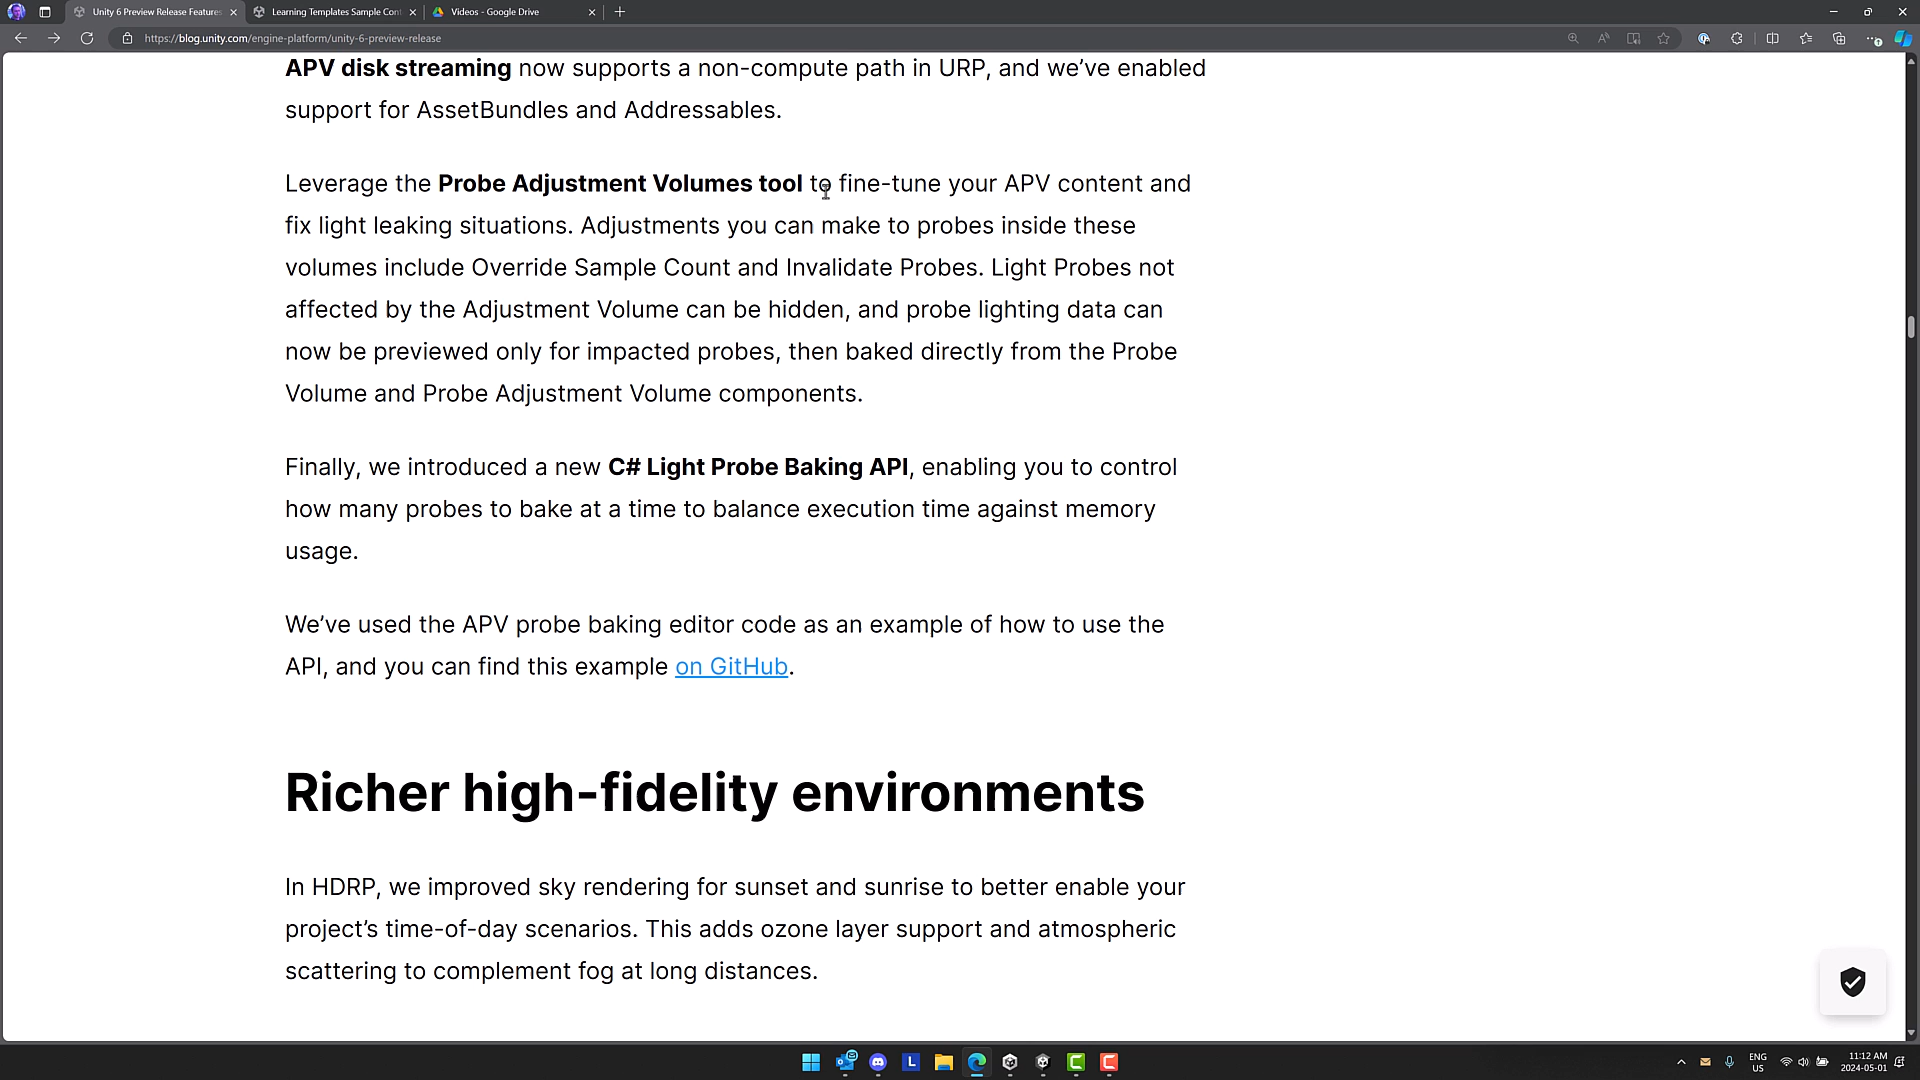 Unity 6 Preview Release Features
Learning Templates Sample Cont
Videos - Google Drive
https://blog.unity.com/engine-platform/unity-6-preview-release
APV disk streaming now supports a non-compute path in URP, and we’ve enabled
support for AssetBundles and Addressables.
Leverage the Probe Adjustment Volumes tool to fine-tune your APV content and
fix light leaking situations. Adjustments you can make to probes inside these
volumes include Override Sample Count and Invalidate Probes. Light Probes not
affected by the Adjustment Volume can be hidden, and probe lighting data can
now be previewed only for impacted probes, then baked directly from the Probe
Volume and Probe Adjustment Volume components.
Finally, we introduced a new C# Light Probe Baking API, enabling you to control
how many probes to bake at a time to balance execution time against memory
usage.
We’ve used the APV probe baking editor code as an example of how to use the
API, and you can find this example on GitHub.
Richer high-fidelity environments
In HDRP, we improved sky rendering for sunset and sunrise to better enable your
project’s time-of-day scenarios. This adds ozone layer support and atmospheric
scattering to complement fog at long distances.
ENG
US
11:12 AM
2024-05-01